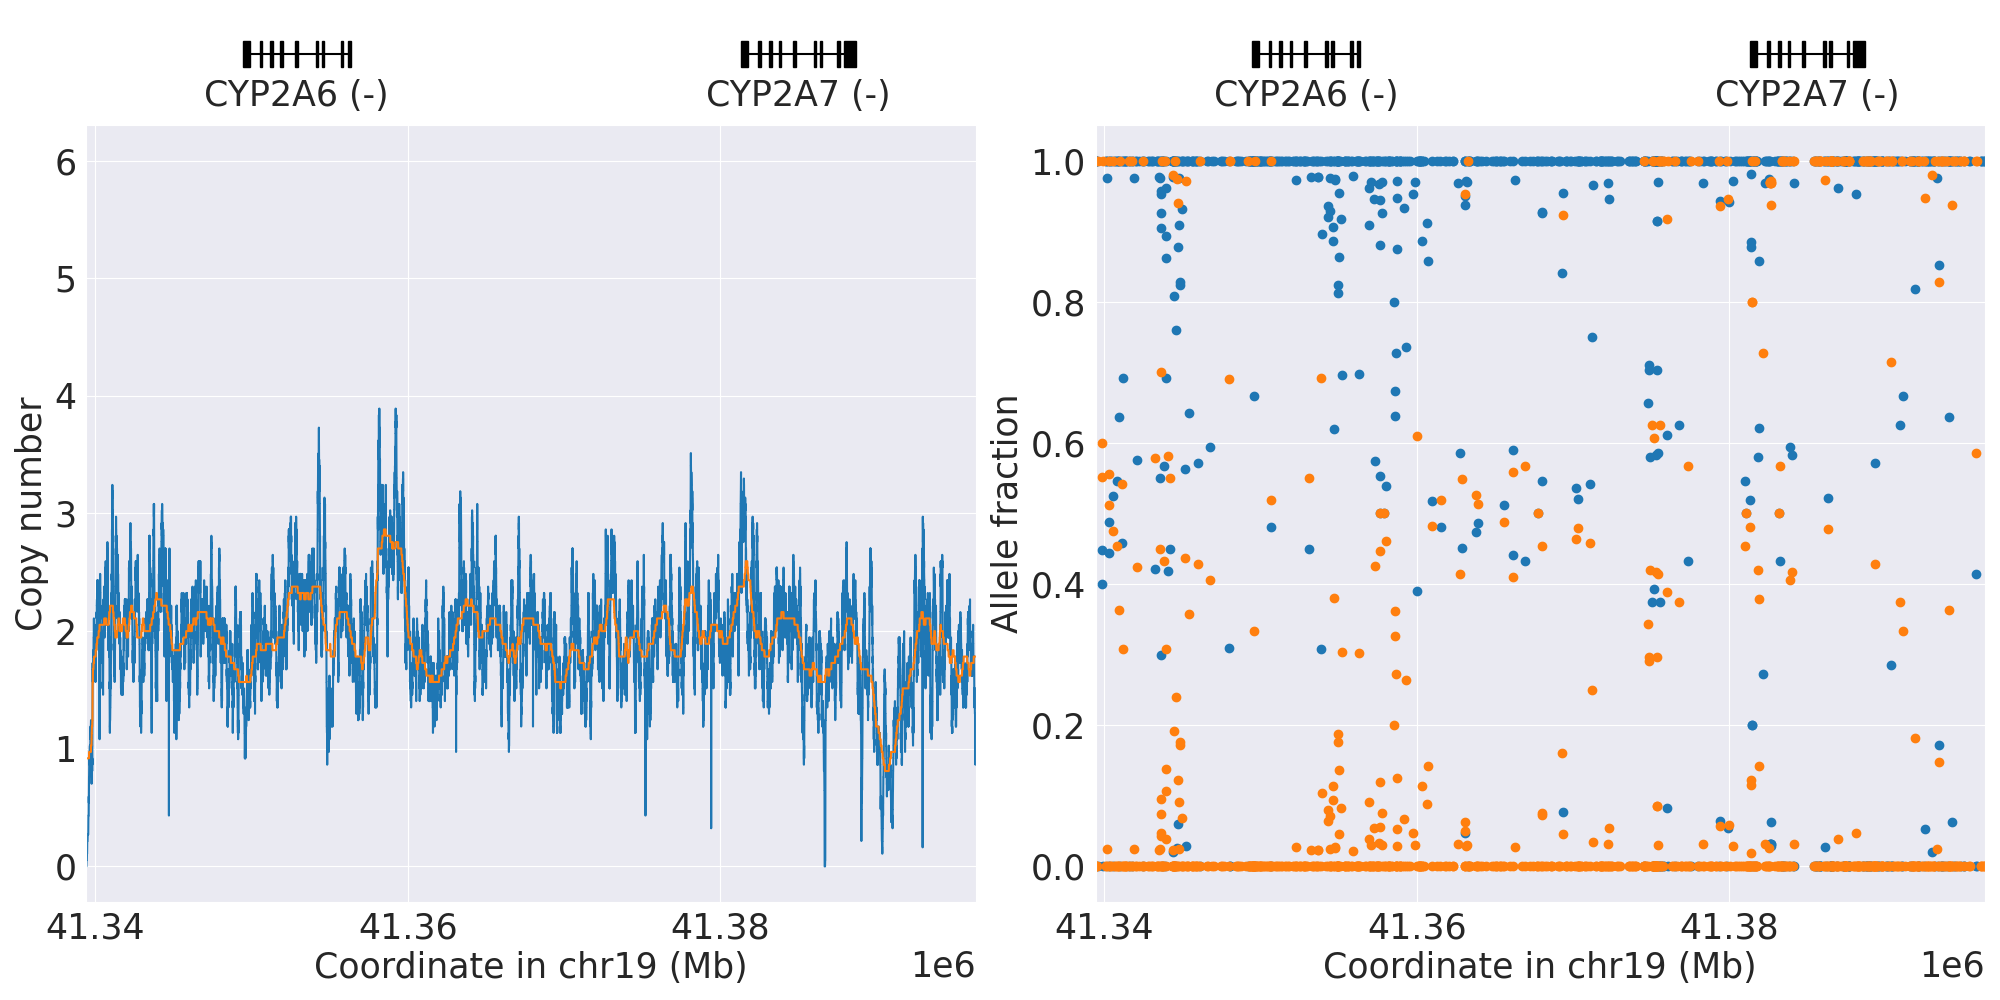 CYP2A6 (-)
CYP2A7 (-)
6
5
4
3
2
1
0
Copy number
41.34
41.36
41.38
Coordinate in chr19 (Mb)
1e6
CYP2A6 (-)
CYP2A7 (-)
1.0
0.8
0.6
0.4
0.2
0.0
Allele fraction
41.34
41.36
41.38
Coordinate in chr19 (Mb)
1e6